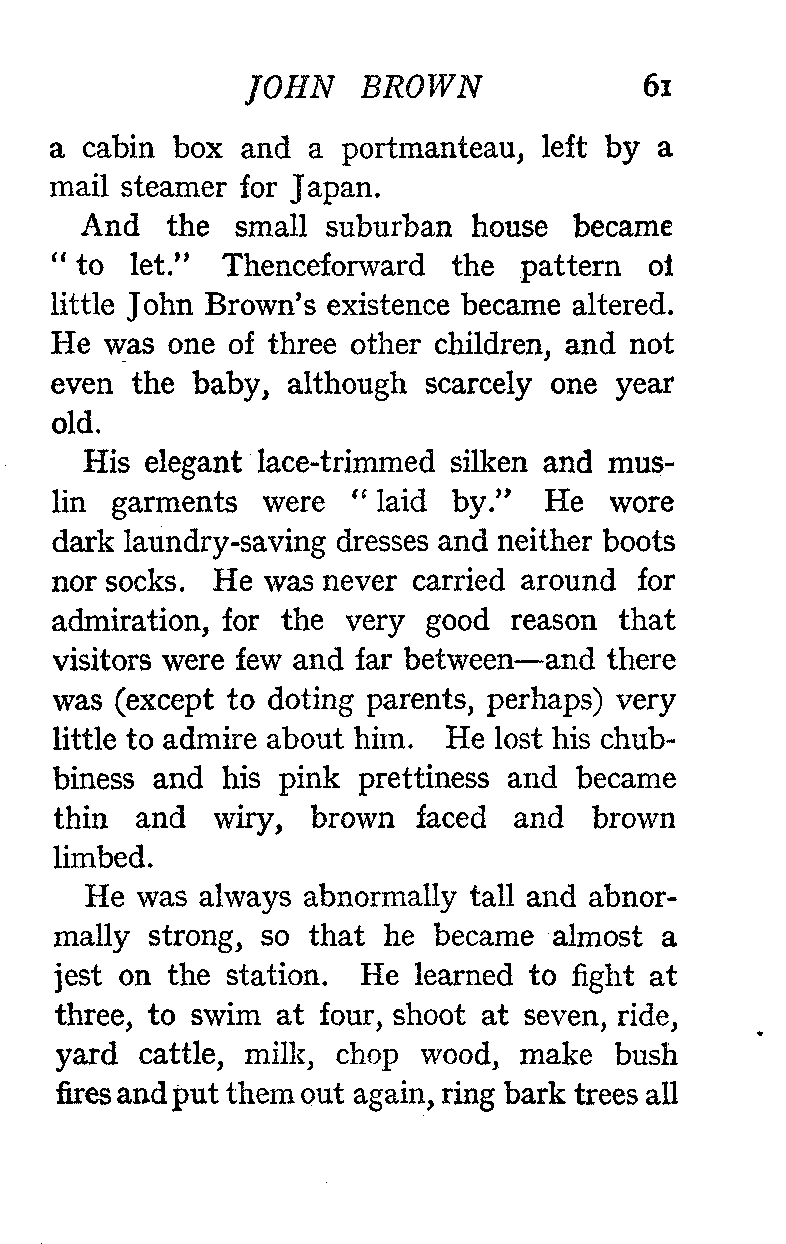 JOHN BROWN 61
a cabin box and a portmanteau, left by a
mail steamer for Japan.
And the small suburban house became
" to let." Thenceforward the pattern of
little John Brown's existence became altered.
He was one of three other children, and not
even the baby, although scarcely one year
old.
His elegant lace-trimmed silken and mus-
lin garments were " laid by." He wore
dark laundry-saving dresses and neither boots
nor socks. He was never carried around for
admiration, for the very good reason that
visitors were few and far between—and there
was (except to doting parents, perhaps) very
little to admire about him. He lost his chub-
biness and his pink prettiness and became
thin and wiry, brown faced and brown
limbed.
He was always abnormally tall and abnor-
mally strong, so that he became almost a
jest on the station. He learned to fight at
three, to swim at four, shoot at seven, ride,
yard cattle, milk, chop wood, make bush
fires and put them out again, ring bark trees all